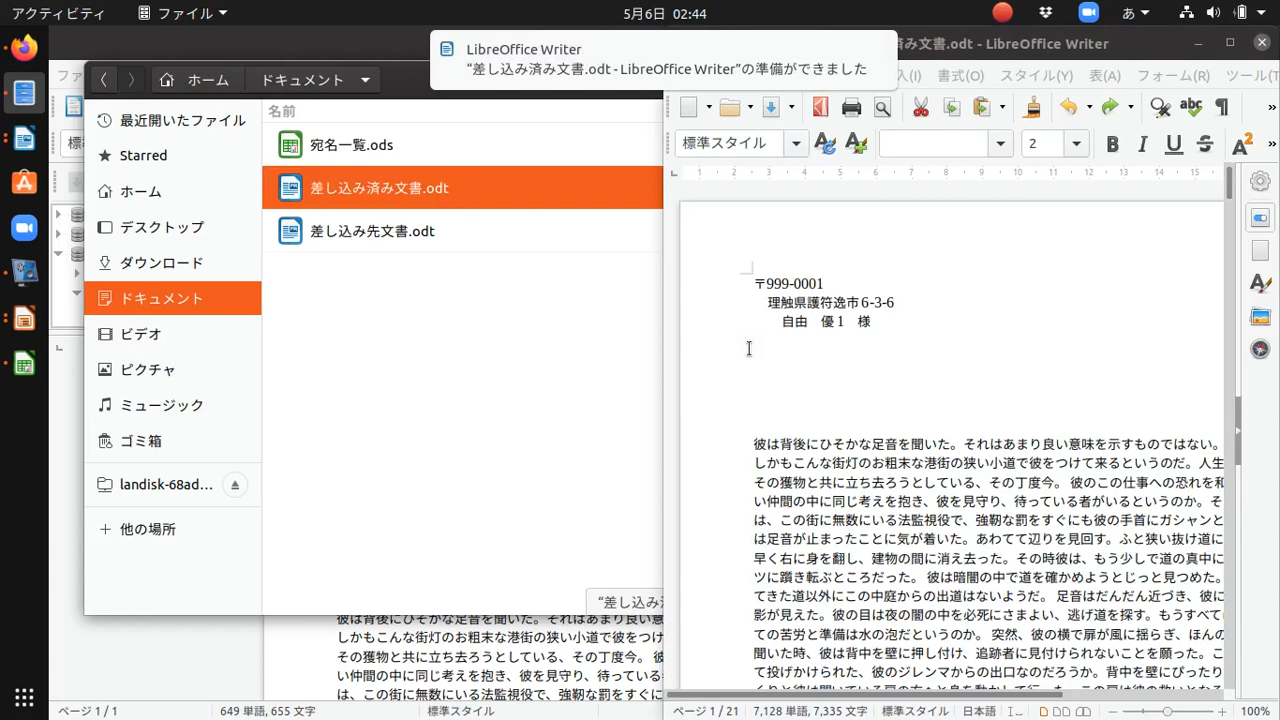 アクティビティ
ファイル
5月6日 02:44
あ
LibreOffice Writer
“差し込み済み文書.odt - LibreOffice Writer”の準備ができました
済み文書.odt - LibreOffice Writer
ファ
(I) 書式(O) スタイル(Y) 表(A) フォーム(R) ツール(T)
ホーム
ドキュメント
標準スタイル
2
名前
最近開いたファイル
Starred
ホーム
デスクトップ
ダウンロード
ドキュメント
ビデオ
ピクチャ
ミュージック
ゴミ箱
landisk-68ad...
他の場所
宛名一覧.ods
差し込み済み文書.odt
差し込み先文書.odt
“差し込み済
1 2 3 4 5 6 7 8 9 10 11 12 13 14 15
〒999-0001
理触県護符逸市 6-3-6
自由 優 1 様
彼は背後にひそかな足音を聞いた。それはあまり良い意味を示すものではない。
しかもこんな街灯のお粗末な港街の狭い小道で彼をつけて来るというのだ。人生
その獲物と共に立ち去ろうとしている、その丁度今。 彼のこの仕事への恐れを和
い仲間の中に同じ考えを抱き、彼を見守り、待っている者がいるというのか。そ
は、この街に無数にいる法監視役で、強靭な罰をすぐにも彼の手首にガシャンと
は足音が止まったことに気が着いた。あわてて辺りを見回す。ふと狭い抜け道に
早く右に身を翻し、建物の間に消え去った。その時彼は、もう少しで道の真中に
ツに躓き転ぶところだった。 彼は暗闇の中で道を確かめようとじっと見つめた。
てきた道以外にこの中庭からの出道はないようだ。 足音はだんだん近づき、彼に
影が見えた。彼の目は夜の闇の中を必死にさまよい、逃げ道を探す。もうすべて
ての苦労と準備は水の泡だというのか。 突然、彼の横で扉が風に揺らぎ、ほんの
聞いた時、彼は背中を壁に押し付け、追跡者に見付けられないことを願った。こ
て投げかけられた、彼のジレンマからの出口なのだろうか。背中を壁にぴったり
彼は背後にひそかな足音を聞いた。それはあまり良い意
しかもこんな街灯のお粗末な港街の狭い小道で彼をつけ
その獲物と共に立ち去ろうとしている、その丁度今。 彼
い仲間の中に同じ考えを抱き、彼を見守り、待っている
は、この街に無数にいる法監視役で、強靭な罰をすぐに
ページ 1 / 1
649 単語, 655 文字
標準スタイル
ページ 1 / 21
7,128 単語, 7,335 文字
標準スタイル
日本語
100%